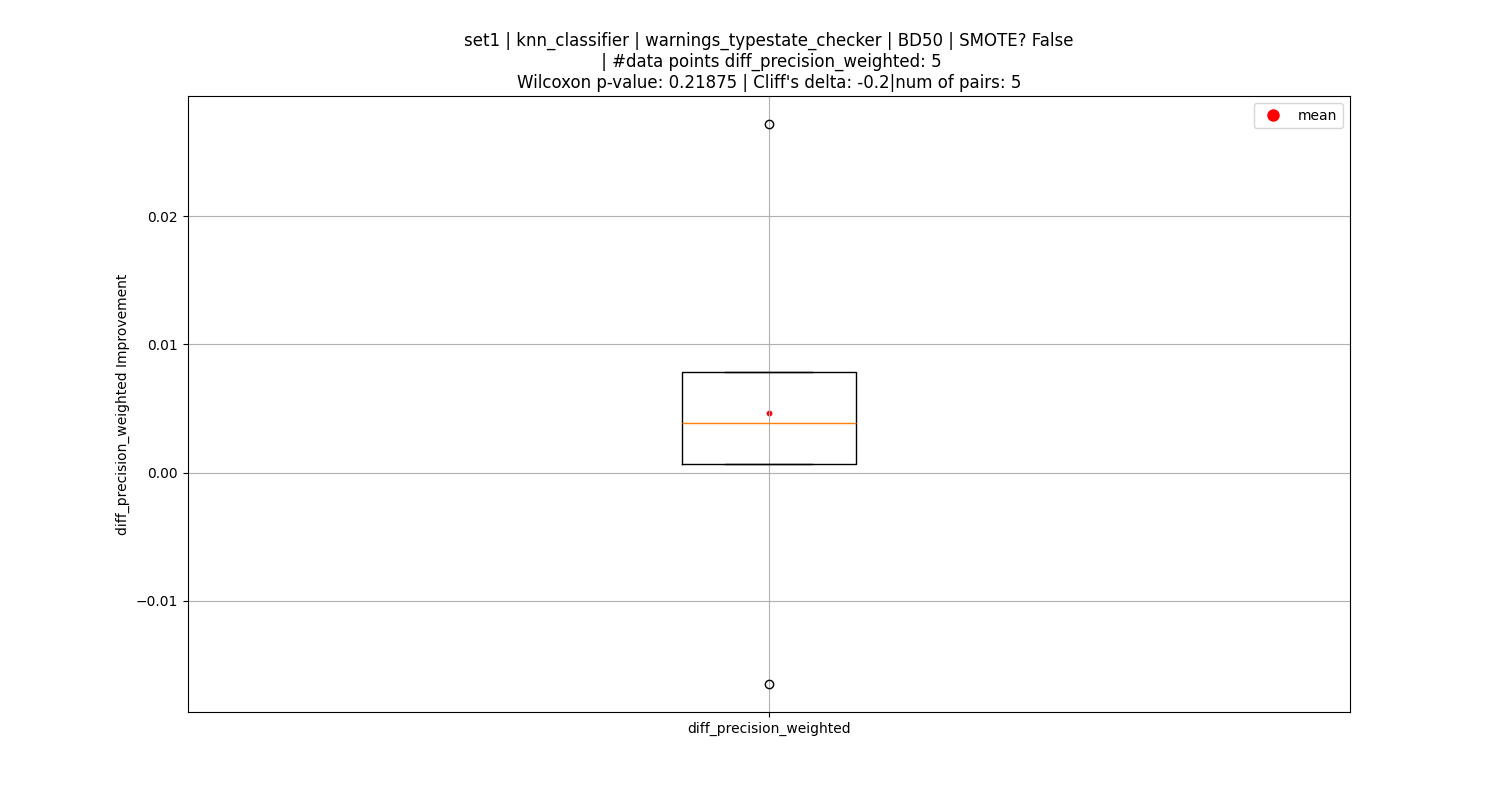 set1 | knn_classifier | warnings_typestate_checker | BD50 | SMOTE? False
| #data points diff_precision_weighted: 5
Wilcoxon p-value: 0.21875 | Cliff's delta: -0.2|num of pairs: 5
mean
0.02
0.01
0.00
−0.01
diff_precision_weighted Improvement
diff_precision_weighted